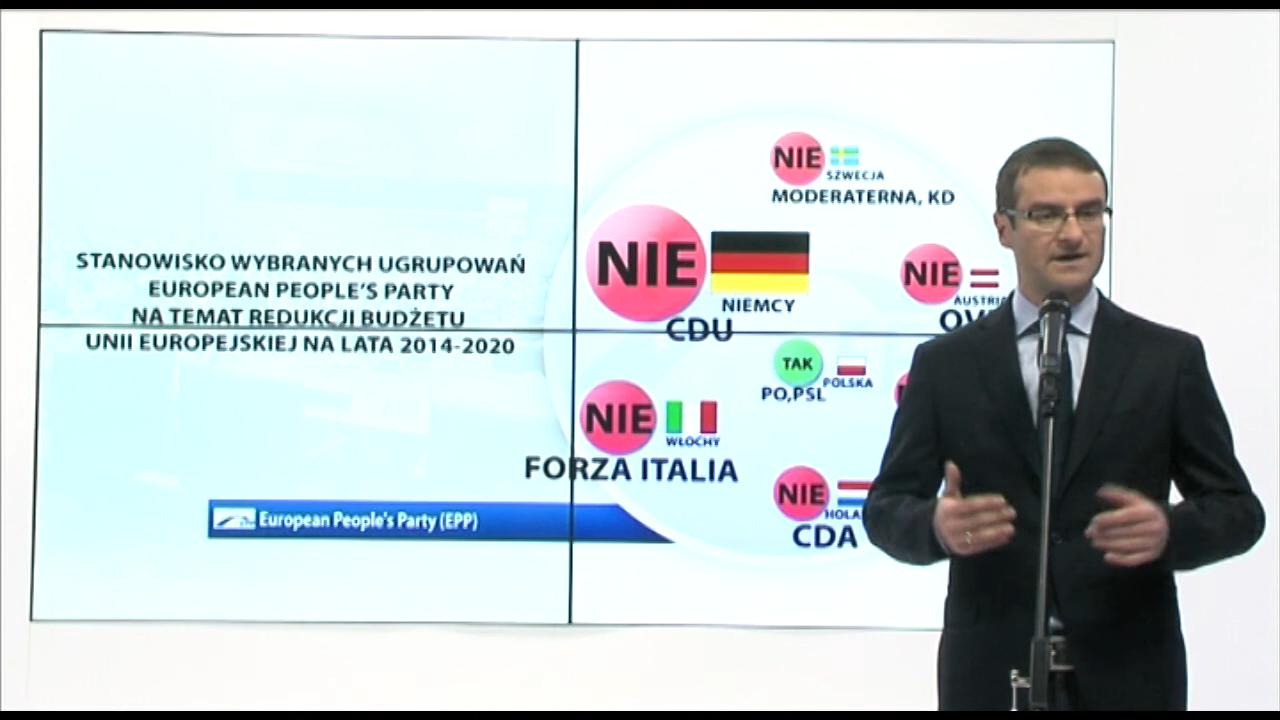 STANOWISKO WYBRANYCH UGRUPOWAŃ
EUROPEAN PEOPLE'S PARTY
NA TEMAT REDUKCJI BUDŻETU
UNII EUROPEJSKIEJ NA LATA 2014-2020
European People's Party (EPP)
NIE
SZWECJA
MODERATERNA, KD
NIE
NIEMCY
CDU
NIE
TAK
POLSKA
PO,PSL
NIE
WŁOCHY
FORZA ITALIA
NIE
CDA